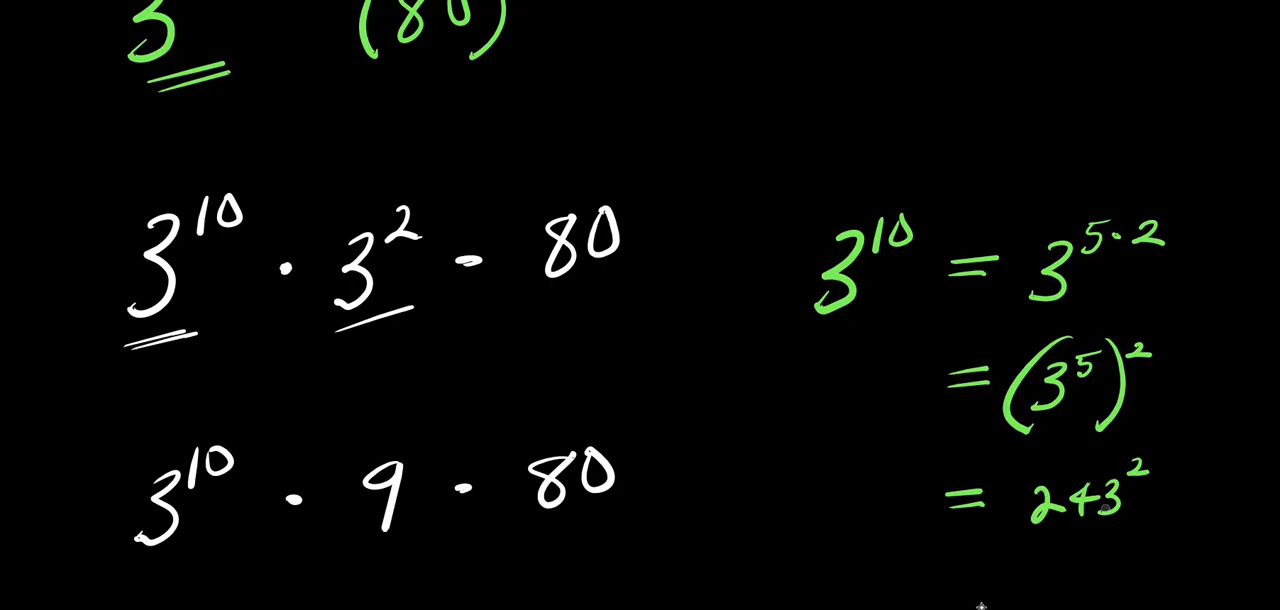 3 (80)
3^10 · 3^2 · 80
3^10 = 3^5·2
= (3^5)^2
3^10 · 9 · 80
= 243^2